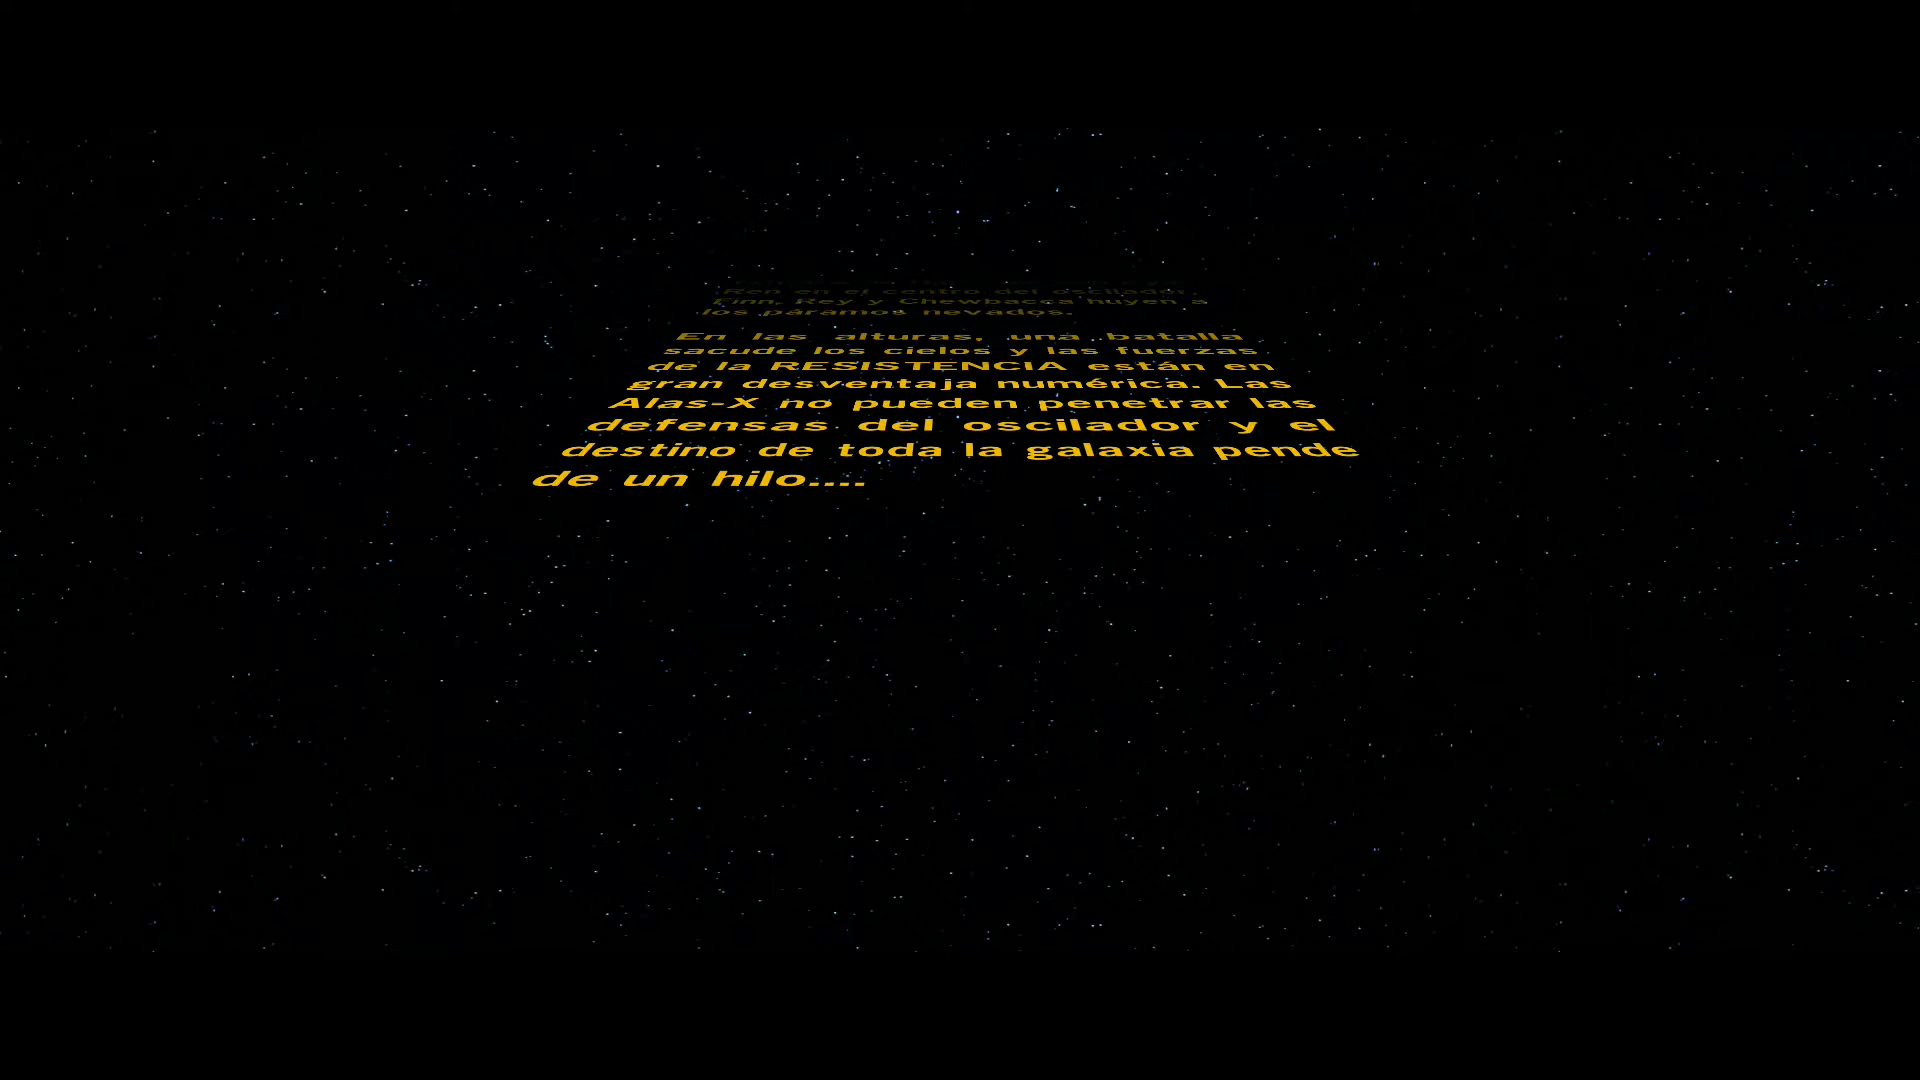 Ren en el centro del oscilador,
Finn, Rey y Chewbacca huyen a
los páramos nevados.
En las alturas, una batalla
sacude los cielos y las fuerzas
de la RESISTENCIA están en
gran desventaja numérica. Las
Alas-X no pueden penetrar las
defensas del oscilador y el
destino de toda la galaxia pende
de un hilo....